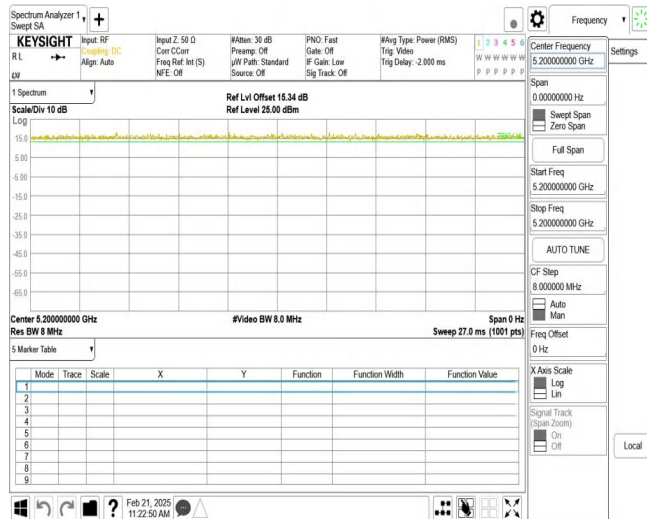 Spectrum Analyzer 1
Swept SA
Frequency
KEYSIGHT
Input: RF
Coupling: DC
Align: Auto
Input Z: 50 Ω
Corr CCorr
Freq Ref: Int (S)
NFE: Off
#Atten: 30 dB
Preamp: Off
µW Path: Standard
Source: Off
PNO: Fast
Gate: Off
IF Gain: Low
Sig Track: Off
#Avg Type: Power (RMS)
Trig: Video
Trig Delay: -2.000 ms
1 2 3 4 5 6
W W W W W W
P P P P P P
R L
1 Spectrum
Scale/Div 10 dB
Ref Lvl Offset 15.34 dB
Ref Level 25.00 dBm
Log
15.0
5.00
-5.00
-15.0
-25.0
-35.0
-45.0
-55.0
-65.0
Center 5.200000000 GHz
#Video BW 8.0 MHz
Span 0 Hz
Res BW 8 MHz
Sweep 27.0 ms (1001 pts)
5 Marker Table
Mode Trace Scale X Y Function Function Width Function Value
1
2
3
4
5
6
7
8
9
Feb 21, 2025
11:22:50 AM
Center Frequency
5.200000000 GHz
Settings
Span
0.00000000 Hz
Swept Span
Zero Span
Full Span
Start Freq
5.200000000 GHz
Stop Freq
5.200000000 GHz
AUTO TUNE
CF Step
8.000000 MHz
Auto
Man
Freq Offset
0 Hz
X Axis Scale
Log
Lin
Signal Track
(Span Zoom)
On
Off
Local